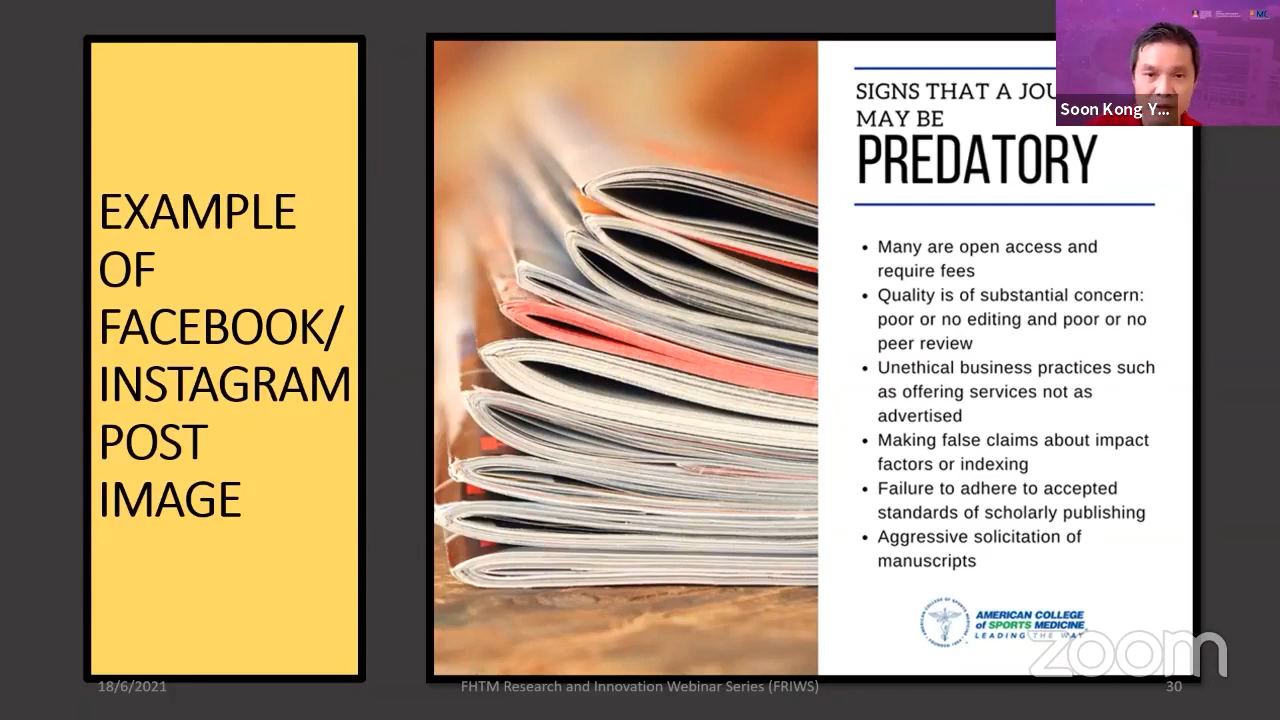 EXAMPLE
OF
FACEBOOK/
INSTAGRAM
POST
IMAGE
SIGNS THAT A JOU
MAY BE
PREDATORY
• Many are open access and
require fees
• Quality is of substantial concern:
poor or no editing and poor or no
peer review
• Unethical business practices such
as offering services not as
advertised
• Making false claims about impact
factors or indexing
• Failure to adhere to accepted
standards of scholarly publishing
• Aggressive solicitation of
manuscripts
AMERICAN COLLEGE
of SPORTS MEDICINE
LEADING THE WAY
Soon Kong Y...
zoom
18/6/2021
FHTM Research and Innovation Webinar Series (FRIWS)
30